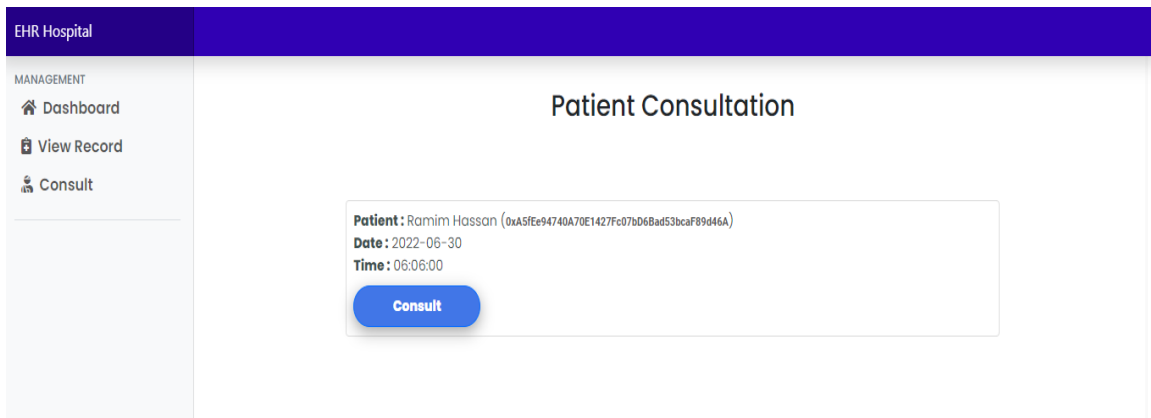 EHR Hospital
MANAGEMENT
Dashboard
View Record
Consult
Patient Consultation
Patient : Ramim Hassan (0xA5fEe94740A70E1427Fc07bD6Bad53bcaF89d46A)
Date : 2022-06-30
Time : 06:06:00
Consult